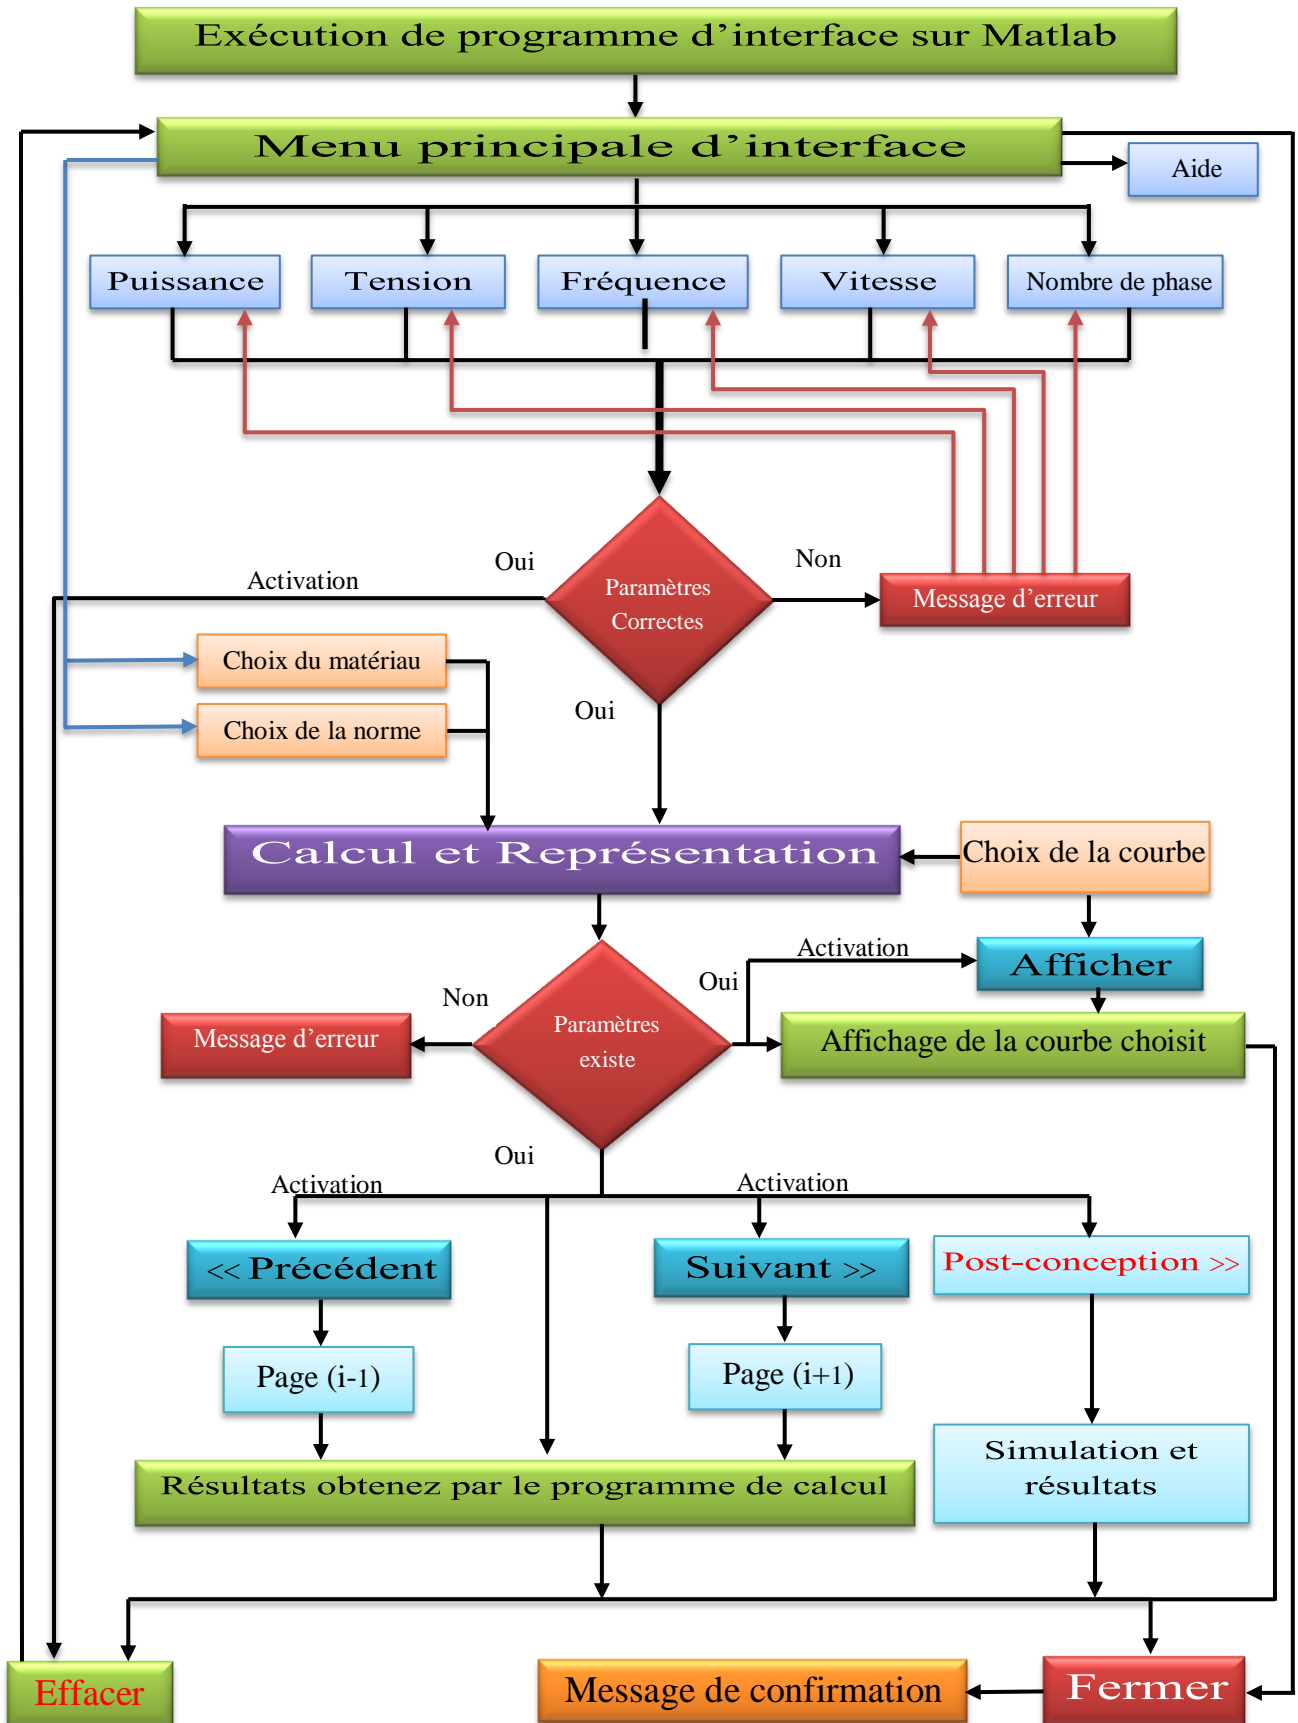 Exécution de programme d’interface sur Matlab
Menu principale d’interface
Aide
Puissance
Tension
Fréquence
Vitesse
Nombre de phase
Oui
Non
Activation
Paramètres
Correctes
Message d’erreur
Choix du matériau
Oui
Choix de la norme
Calcul et Représentation
Choix de la courbe
Activation
Afficher
Oui
Non
Message d’erreur
Paramètres
existe
Affichage de la courbe choisit
Oui
Activation
Activation
<< Précédent
Suivant >>
Post-conception >>
Page (i-1)
Page (i+1)
Simulation et
résultats
Résultats obtenez par le programme de calcul
Effacer
Message de confirmation
Fermer